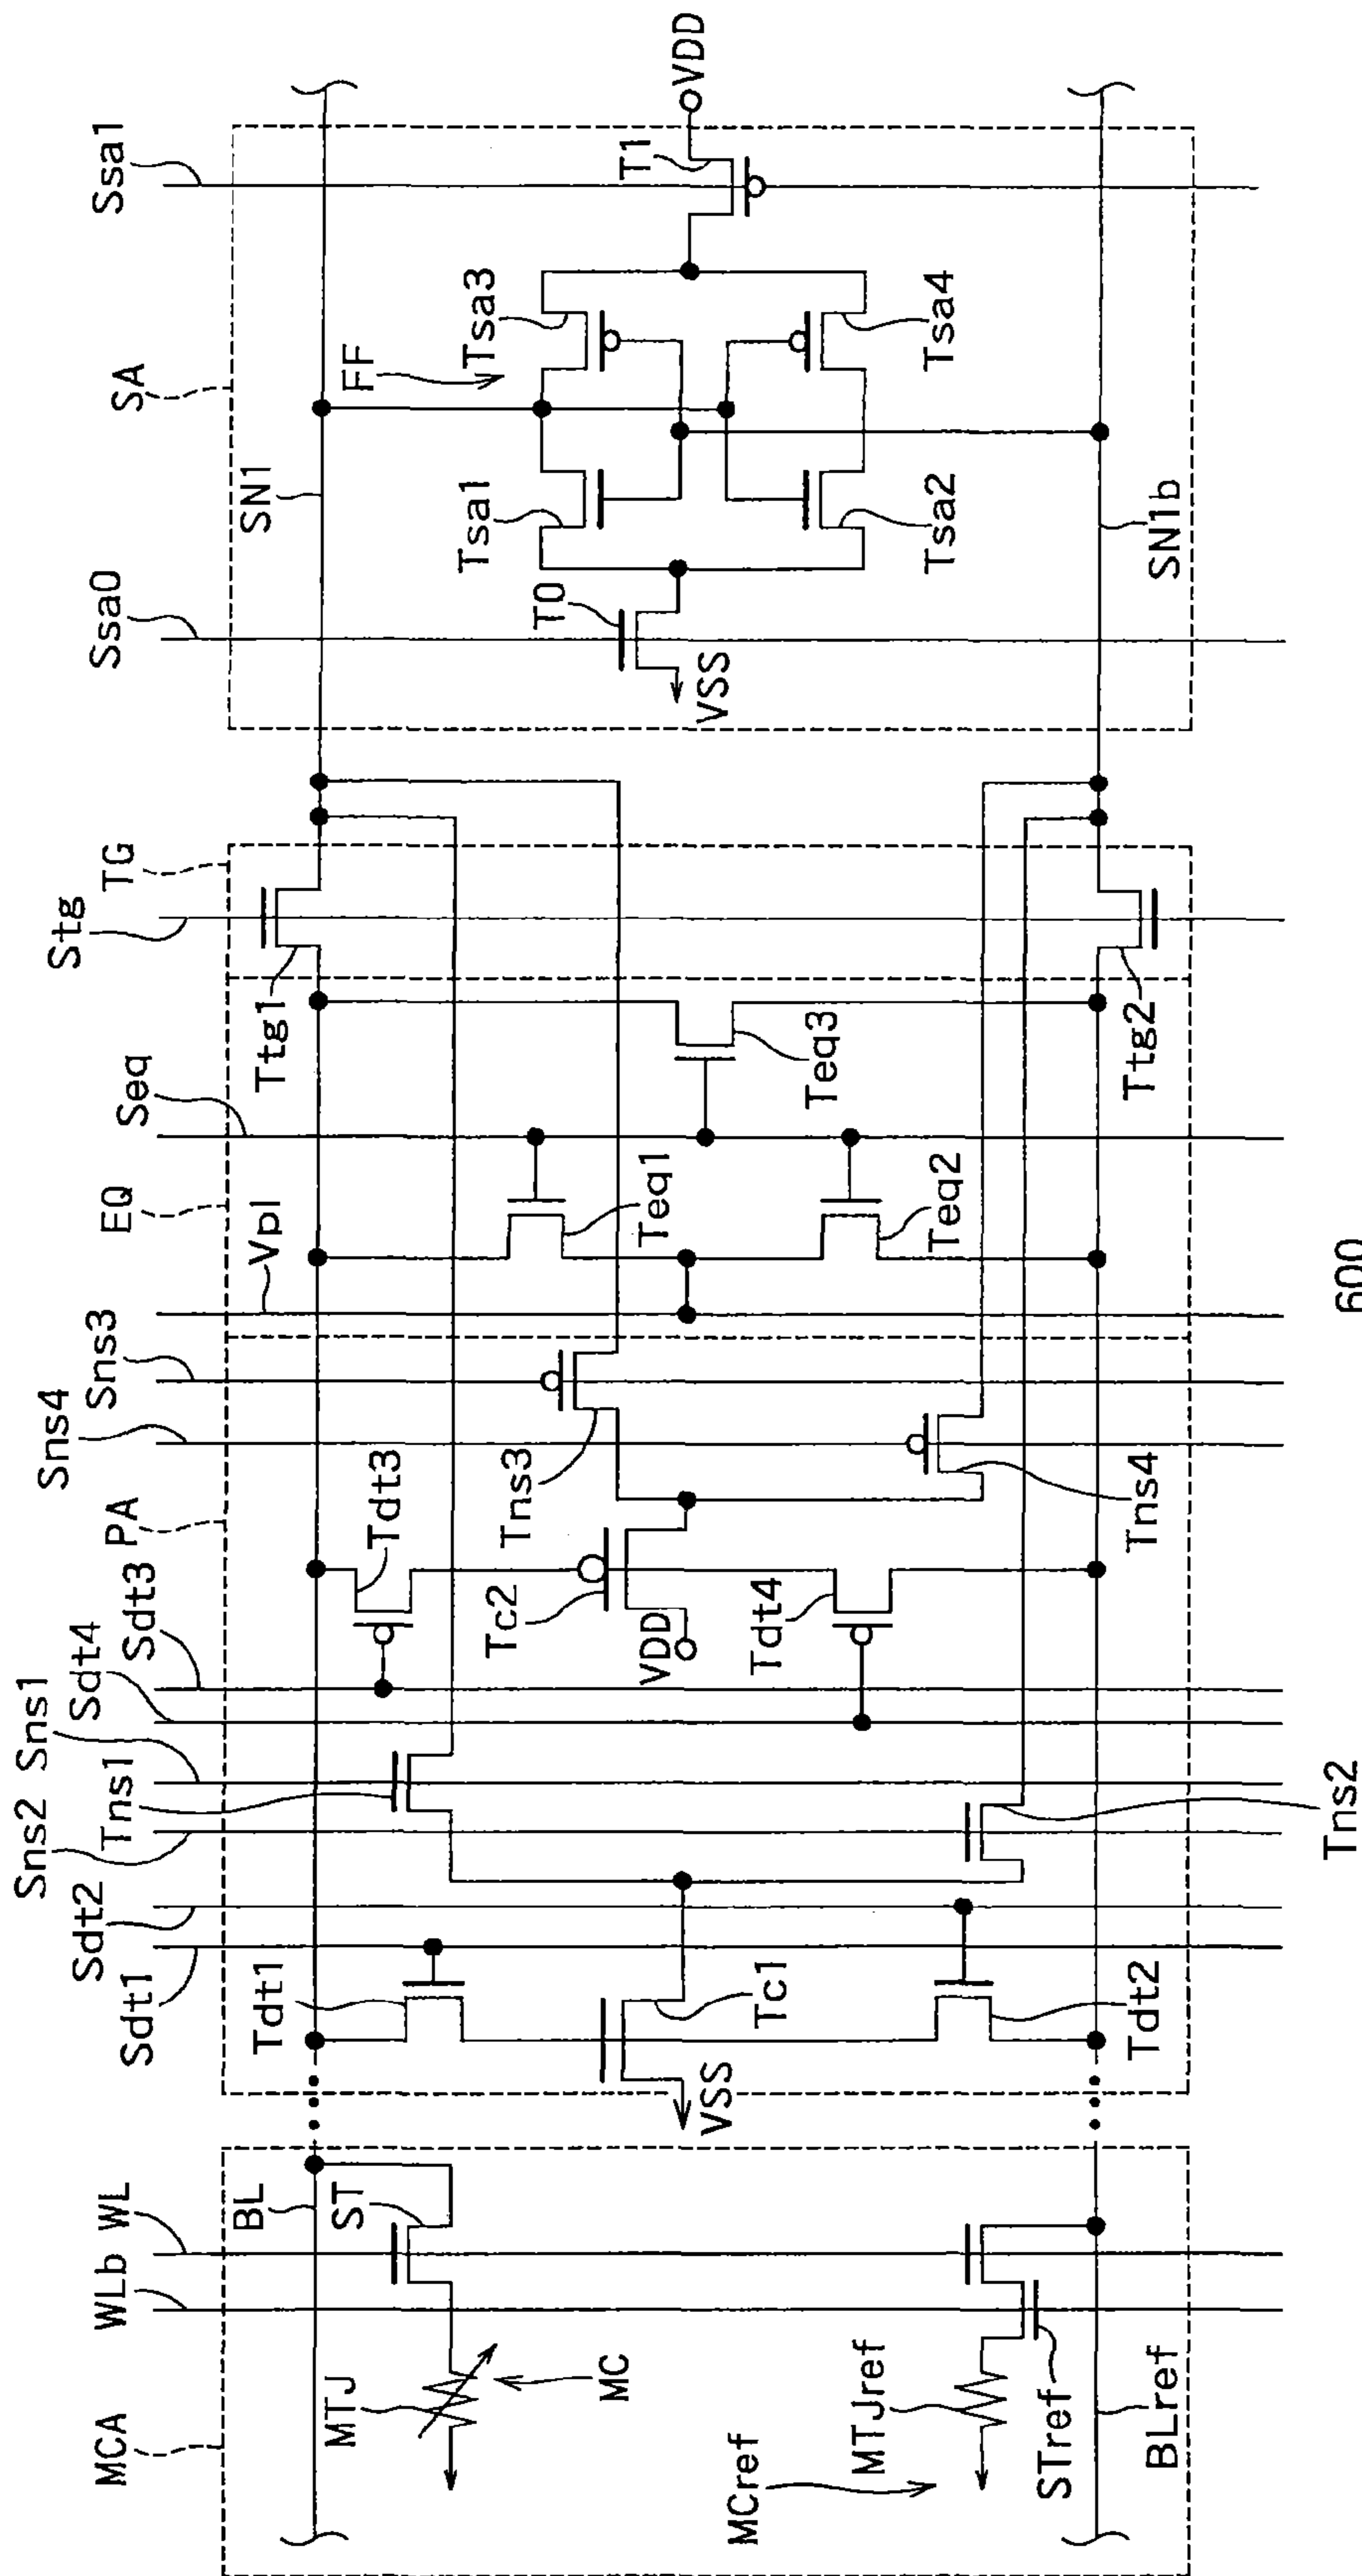 Ssa1
VDD
T1
SA
FF
Tsa3
Tsa4
SN1
Tsa1
Tsa2
SN1b
Ssa0
T0
VSS
TG
Stg
Ttg1
Ttg2
Seq
Teq3
EQ
Teq1
Teq2
Vpl
Sns3
Sns4
Tns3
Tns4
PA
Tdt3
Sdt3
Tc2
VDD
Tdt4
Sdt4
Sns1
Tns1
Sns2
Tns2
Sdt2
Sdt1
Tdt1
Tc1
Tdt2
VSS
WL
BL
ST
WLb
MTJ
MC
MCA
MTJref
MCref
STref
BLref
600